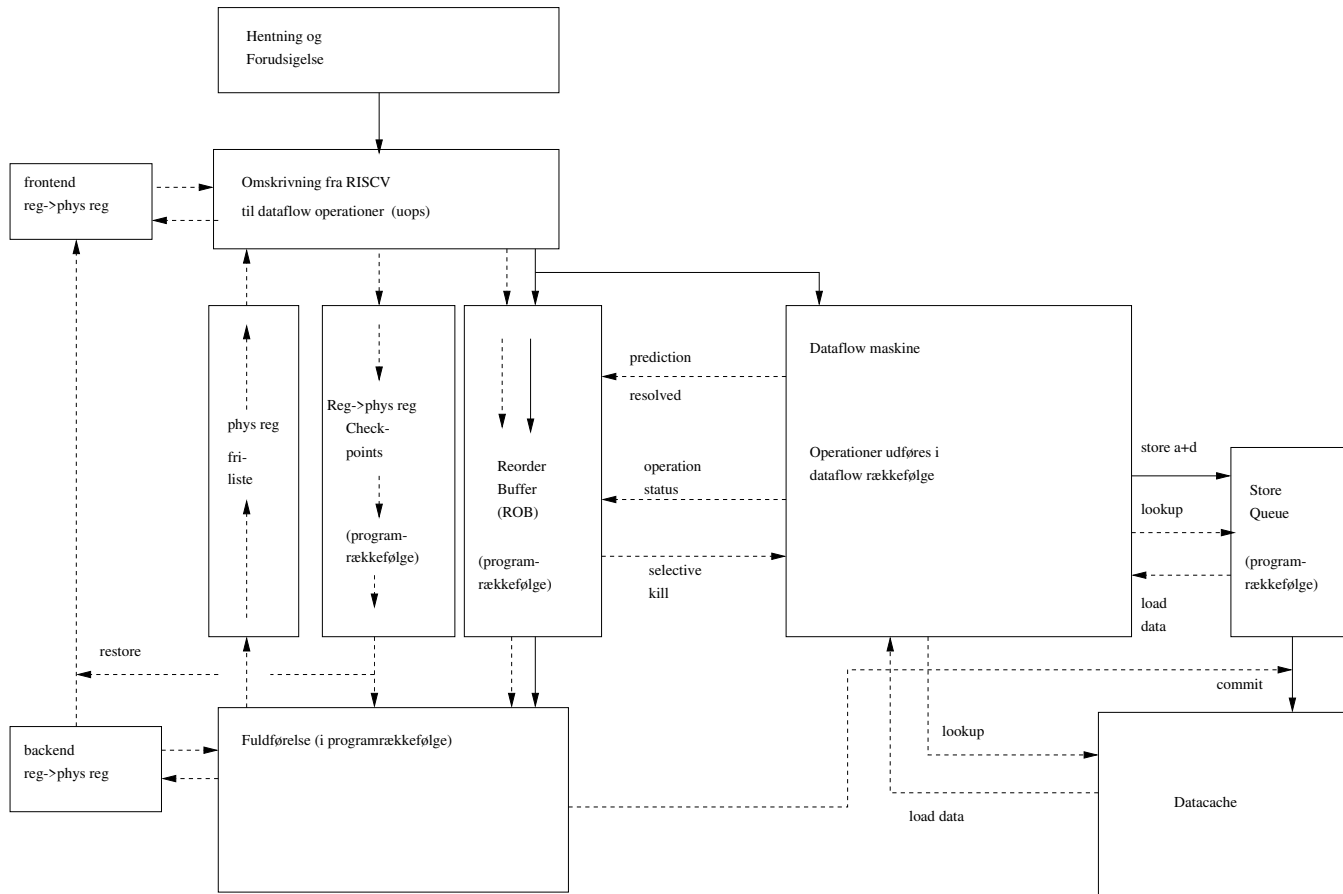 Hentning og
Forudsigelse
frontend
reg->phys reg
Omskrivning fra RISCV
til dataflow operationer (uops)
phys reg
fri-
liste
Reg->phys reg
Check-
points
(program-
rækkefølge)
Reorder
Buffer
(ROB)
(program-
rækkefølge)
prediction
resolved
operation
status
selective
kill
Dataflow maskine
Operationer udføres i
dataflow rækkefølge
store a+d
lookup
load
data
Store
Queue
(program-
rækkefølge)
restore
commit
backend
reg->phys reg
Fuldførelse (i programrækkefølge)
lookup
load data
Datacache